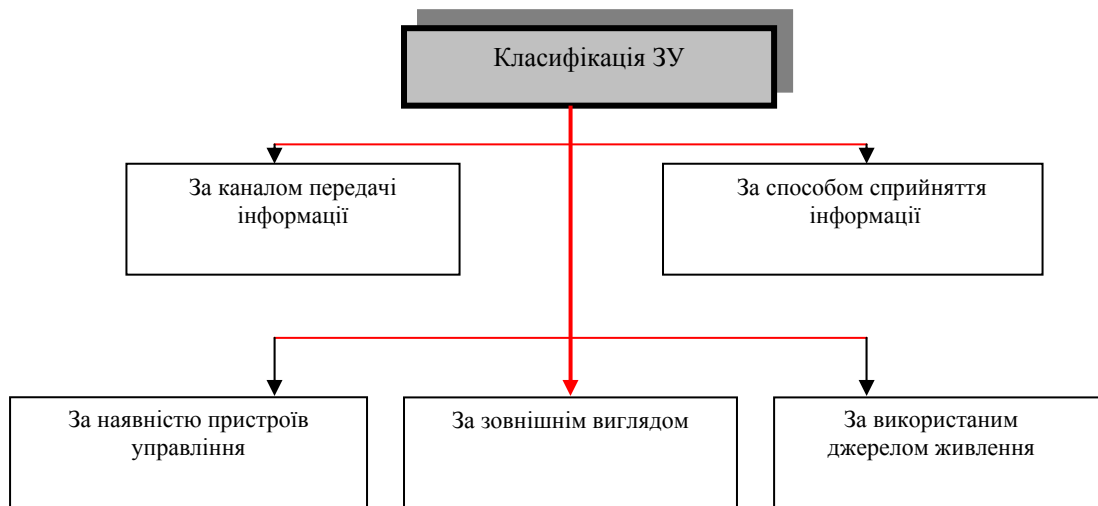 Класифікація ЗУ
За каналом передачі
інформації
За способом сприйняття
інформації
За наявністю пристроїв
управління
За зовнішнім виглядом
За використаним
джерелом живлення